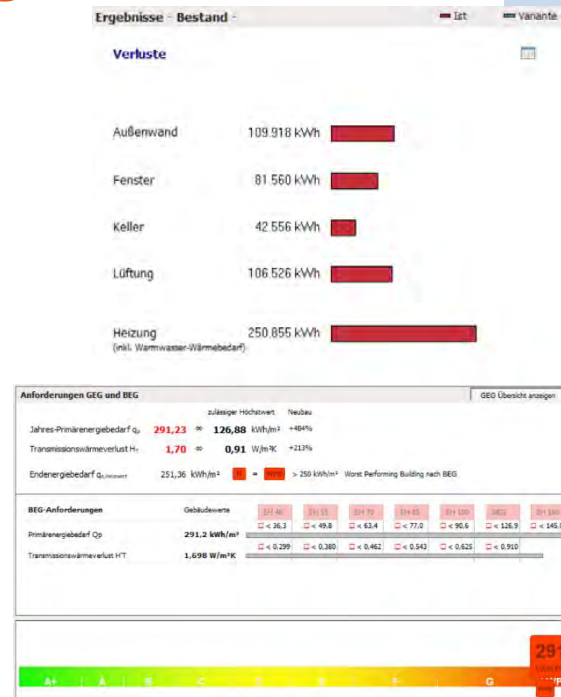 Ergebnisse - Bestand - Ist Variante
Verluste
Außenwand 109.918 kWh
Fenster 81.560 kWh
Keller 42.556 kWh
Lüftung 106.526 kWh
Heizung 250.855 kWh
(inkl. Warmwasser-Wärmebedarf)
Anforderungen GEG und BEG GEG Übersicht anzeigen
zulässiger Höchstwert Neubau
Jahres-Primärenergiebedarf qₚ 291,23 126,88 kWh/m² +484%
Transmissionswärmeverlust H 1,70 0,91 W/m²K +213%
Endenergiebedarf 251,36 kWh/m² H = > 250 kWh/m² Worst Performing Building nach BEG
BEG-Anforderungen Gebäudewerte EH 40 EH 55 EH 70 EH 85 EH 100 EH 160
< 36,3 < 49,8 < 63,4 < 77,0 < 90,6 < 126,9 < 145,0
Primärenergiebedarf Qp 291,2 kWh/m²
< 0,299 < 0,380 < 0,462 < 0,543 < 0,625 < 0,910
Transmissionswärmeverlust H'T 1,698 W/m²K
29
A+ A B C D E F G